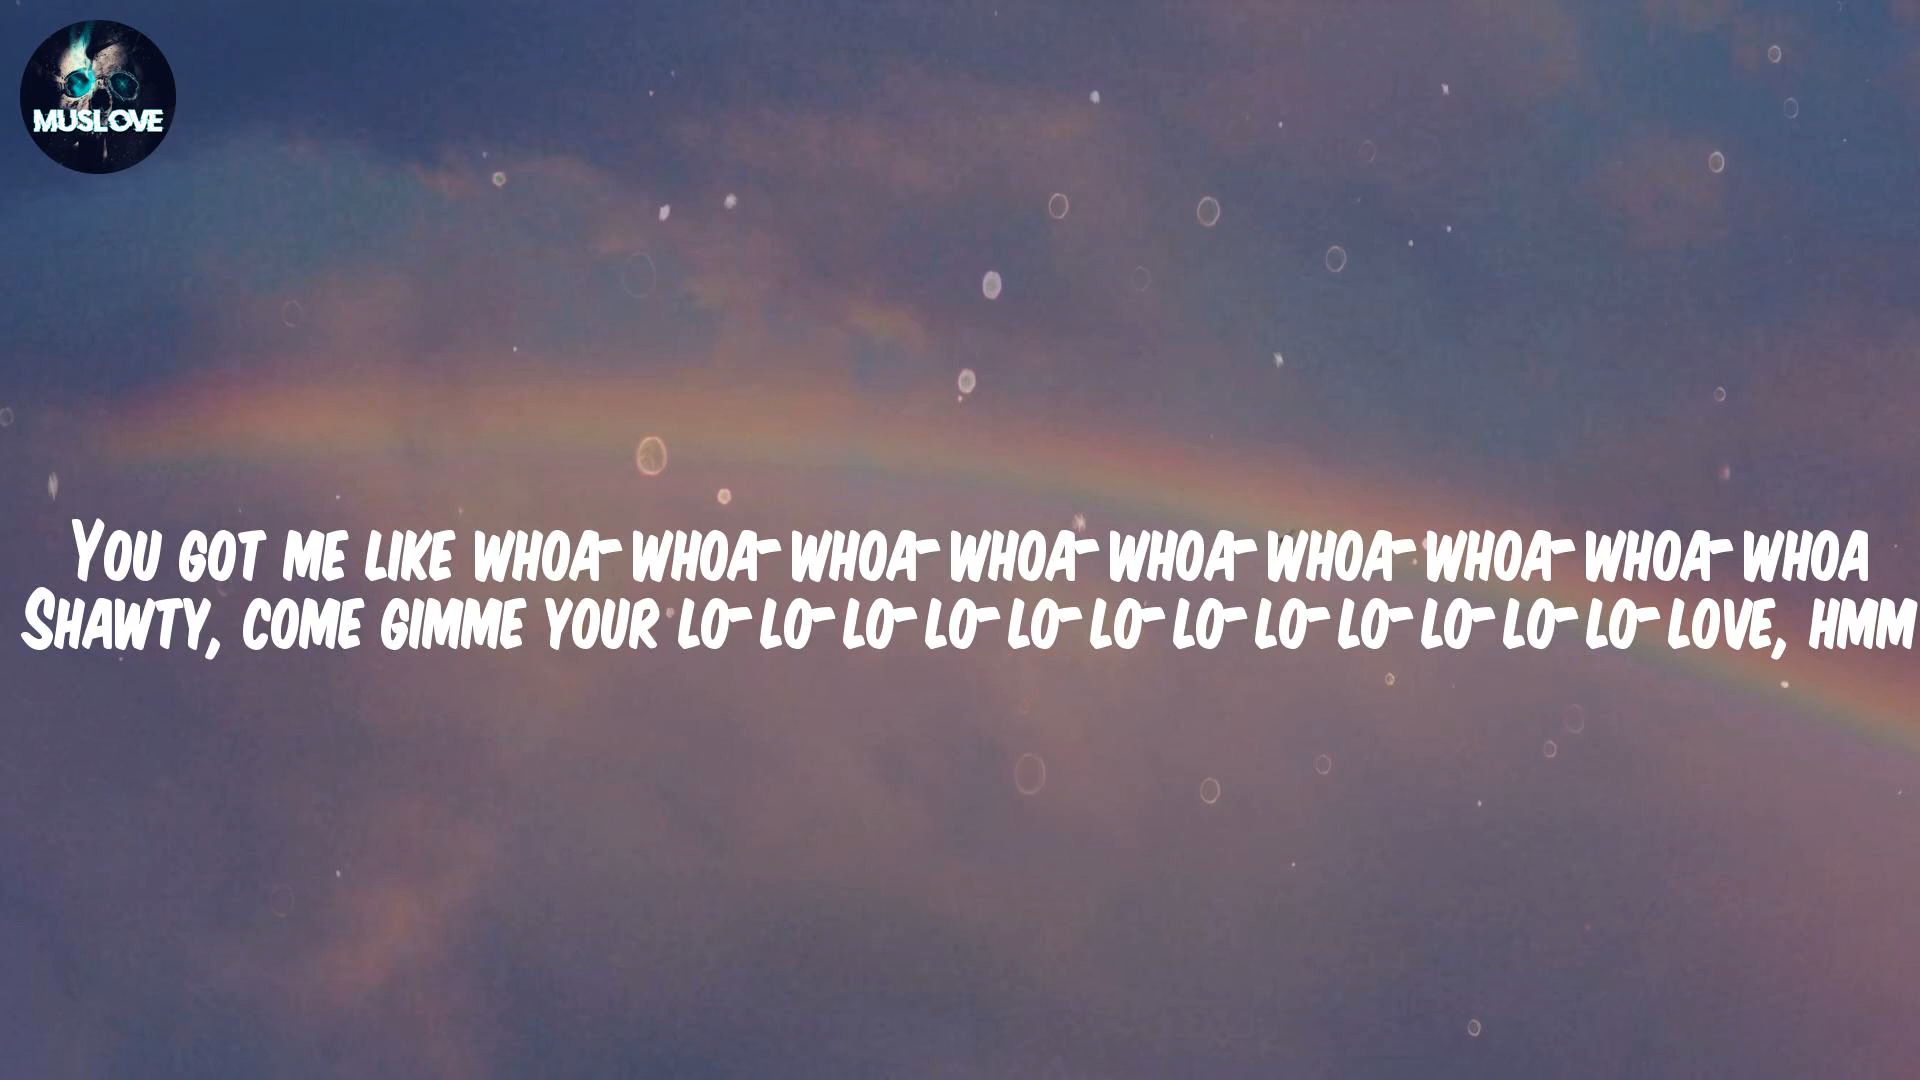 MUSLOVE
You got me like whoa-whoa-whoa-whoa-whoa-whoa-whoa-whoa-whoa
Shawty, come gimme your lo-lo-lo-lo-lo-lo-lo-lo-lo-lo-lo-lo-love, hmm